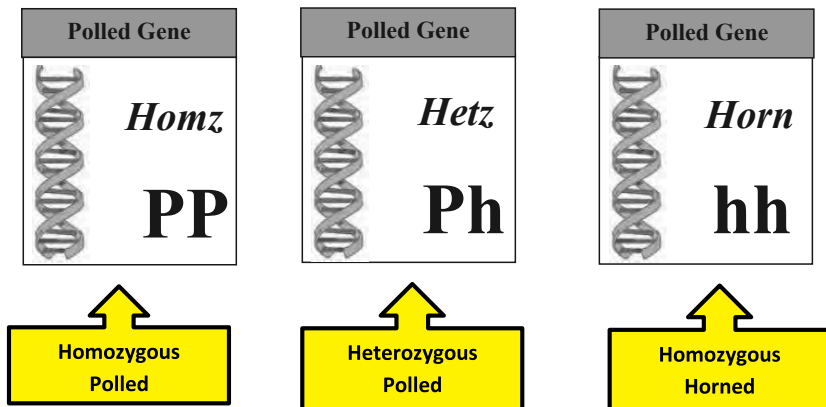 Polled Gene
Homz
PP
Homozygous
Polled
Polled Gene
Hetz
Ph
Heterozygous
Polled
Polled Gene
Horn
hh
Homozygous
Horned